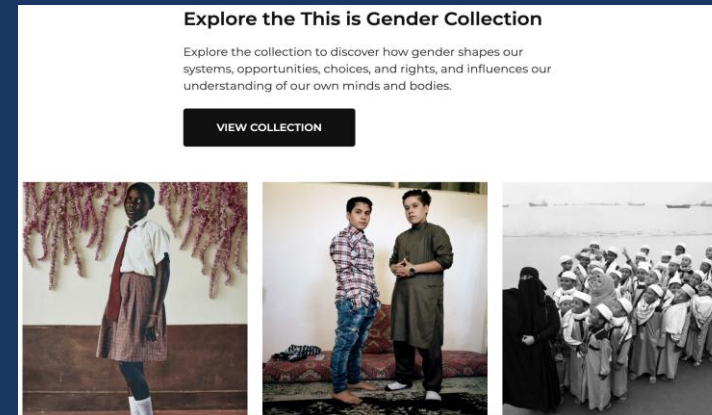 Explore the This is Gender Collection
Explore the collection to discover how gender shapes our
systems, opportunities, choices, and rights, and influences our
understanding of our own minds and bodies.
VIEW COLLECTION